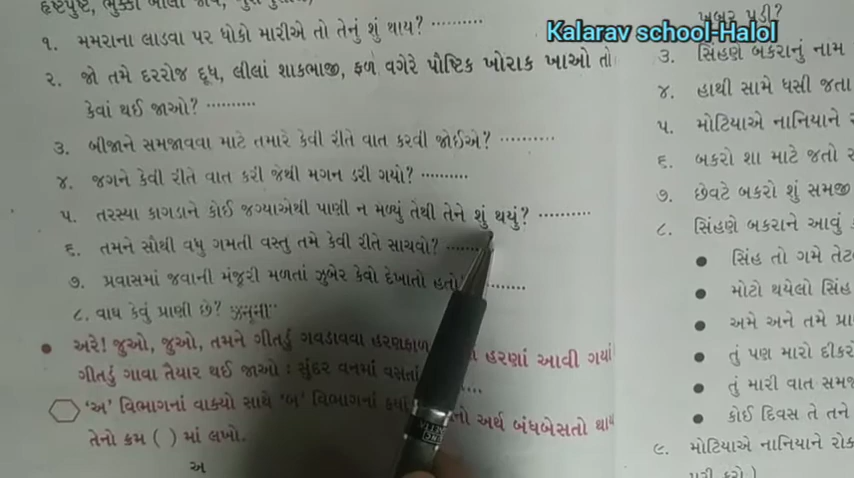 Kalarav school-Halol
૧. મમરાના લાડવા પર ધોકો મારીએ તો તેનું શું થાય? ..........
૨. જો તમે દરરોજ દૂધ, લીલાં શાકભાજી, ફળ વગેરે પૌષ્ટિક ખોરાક ખાઓ તો
કેવાં થઈ જાઓ? ..........
૩. બીજાને સમજાવવા માટે તમારે કેવી રીતે વાત કરવી જોઈએ? ..........
૪. જગને કેવી રીતે વાત કરી જેથી મગન ડરી ગયો? ..........
૫. તરસ્યા કાગડાને કોઈ જગ્યાએથી પાણી ન મળ્યું તેથી તેને શું થયું? ..........
૬. તમને સૌથી વધુ ગમતી વસ્તુ તમે કેવી રીતે સાચવો? .......
૭. પ્રવાસમાં જવાની મંજૂરી મળતાં ઝુબેર કેવો દેખાતો હતો
૮. વાઘ કેવું પ્રાણી છે? ઝનૂની
● અરે! જુઓ, જુઓ, તમને ગીતડું ગવડાવવા હરણફાળ હરણાં આવી ગયાં
ગીતડું ગાવા તૈયાર થઈ જાઓ : સુંદર વનમાં વસતાં
'અ' વિભાગનાં વાક્યો સાથે 'બ' વિભાગનાં અર્થ બંધબેસતો થાય
તેનો ક્રમ ( ) માં લખો.
અ
ખબર પડી?
૩. સિંહણે બકરાનું નામ
૪. હાથી સામે ધસી જતા
૫. મોટિયાએ નાનિયાને
૬. બકરો શા માટે જતો
૭. છેવટે બકરો શું સમજી
૮. સિંહણે બકરાને આવું
● સિંહ તો ગમે તેટ
● મોટો થયેલો સિંહ
● અમે અને તમે પ્રા
● તું પણ મારો દીકરો
● તું મારી વાત સમજ
● કોઈ દિવસ તે તને
૯. મોટિયાએ નાનિયાને રોક